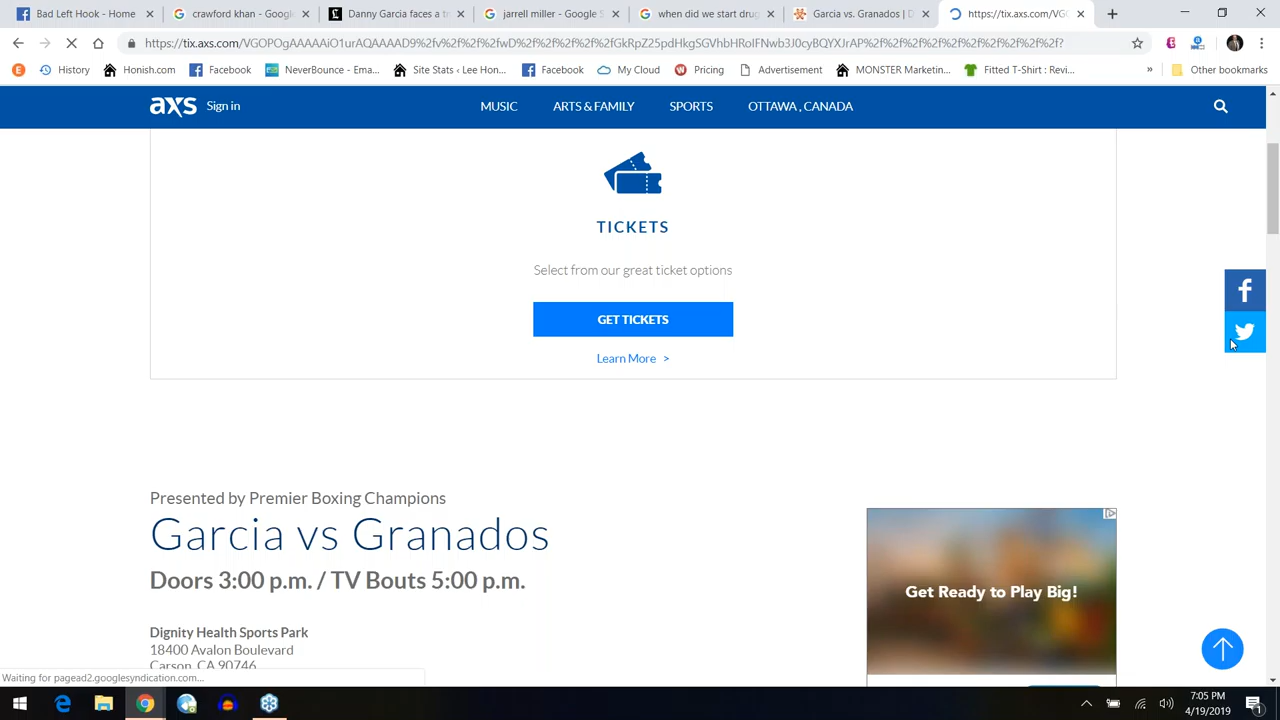 Bad Left Hook - Home
crawford khan - Google
Danny Garcia faces a t
jarrell miller - Google S
when did we start drug
Garcia vs. Granados | D
https://tix.axs.com/VG
https://tix.axs.com/VGOPOgAAAAAiO1urAQAAAAD9%2fv%2f%2f%2fwD%2f%2f%2f%2f%2fGkRpZ25pdHkgSGVhbHRoIFNwb3J0cyBQYXJrAP%2f%2f%2f%2f%2f%2f%2f%2f%2f%2f?
History
Honish.com
Facebook
NeverBounce - Ema...
Site Stats ‹ Lee Hon...
Facebook
My Cloud
Pricing
Advertisement
MONSTER Marketin...
Fitted T-Shirt : Revi...
»
Other bookmarks
axs Sign in MUSIC ARTS & FAMILY SPORTS OTTAWA , CANADA
TICKETS
Select from our great ticket options
GET TICKETS
Learn More >
Presented by Premier Boxing Champions
Garcia vs Granados
Doors 3:00 p.m. / TV Bouts 5:00 p.m.
Dignity Health Sports Park
18400 Avalon Boulevard
Carson, CA 90746
Get Ready to Play Big!
Waiting for pagead2.googlesyndication.com...
7:05 PM
4/19/2019
1